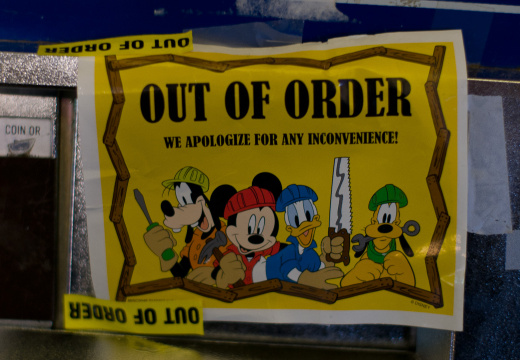 OUT OF ORDER
COIN OR
OUT OF ORDER
WE APOLOGIZE FOR ANY INCONVENIENCE!
OUT OF ORDER